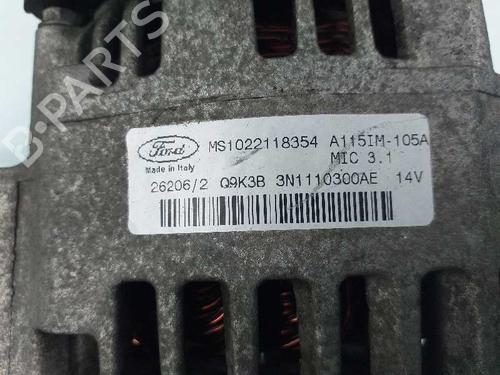 B-PARTS
Ford
MS1022118354 A115IM-105A
Made in Italy
MIC 3.1
26206/2 Q9K3B 3N1110300AE 14V